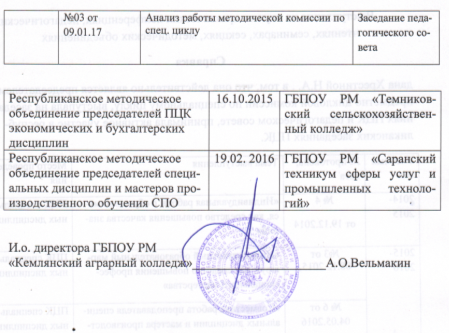 №03 от
09.01.17
Анализ работы методической комиссии по
спец. циклу
Заседание педа-
гогического со-
вета
Республиканское методическое
объединение председателей ПЦК
экономических и бухгалтерских
дисциплин
16.10.2015
ГБПОУ РМ «Темников-
ский сельскохозяйствен-
ный колледж»
Республиканское методическое
объединение председателей специ-
альных дисциплин и мастеров про-
изводственного обучения СПО
19.02. 2016
ГБПОУ РМ «Саранский
техникум сферы услуг и
промышленных техноло-
гий»
И.о. директора ГБПОУ РМ
«Кемлянский аграрный колледж» А.О.Вельмакин